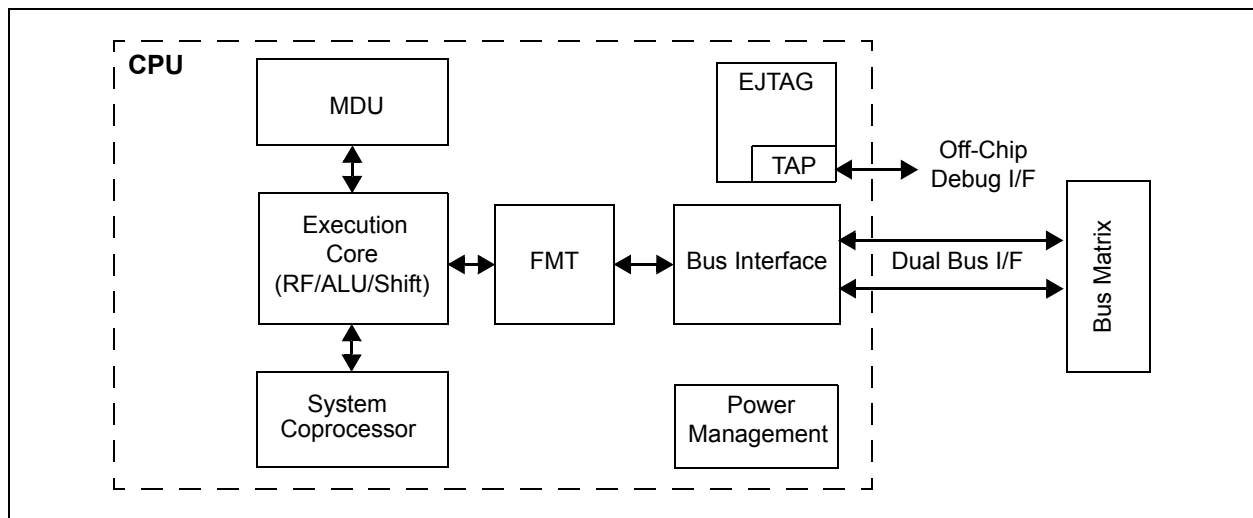 CPU
MDU
EJTAG
TAP
Off-Chip
Debug I/F
Execution
Core
(RF/ALU/Shift)
FMT
Bus Interface
Dual Bus I/F
Bus Matrix
System
Coprocessor
Power
Management